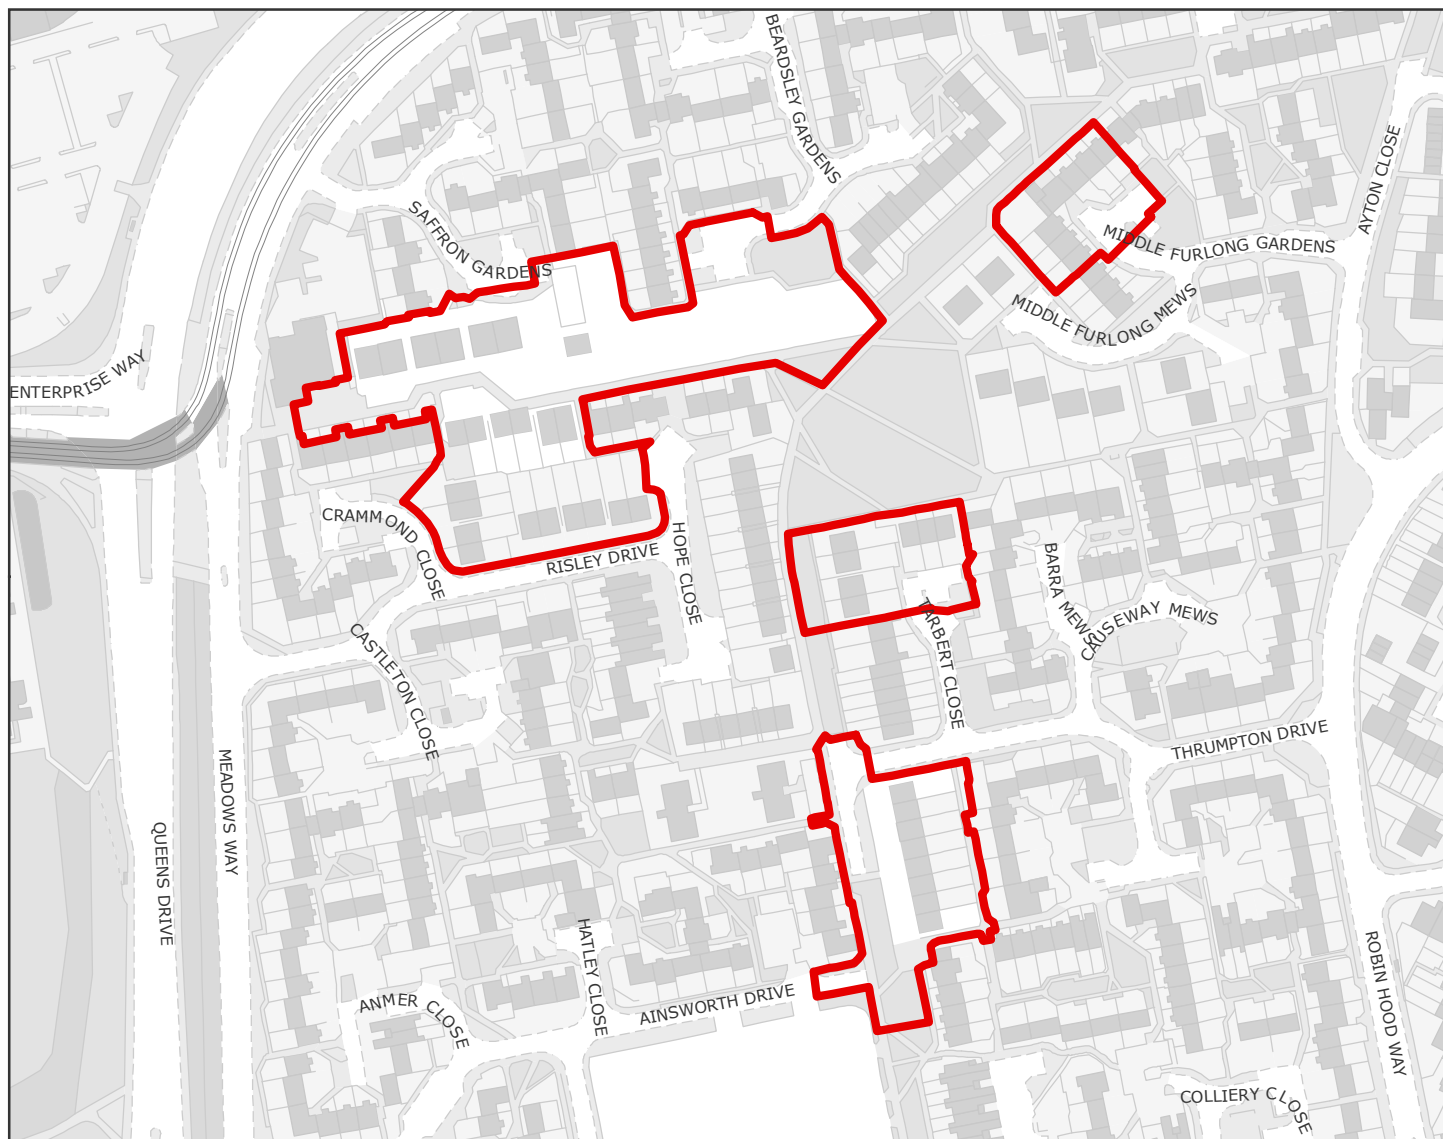 BEARDSLEY GARDENS
AYTON CLOSE
SAFFRON GARDENS
MIDDLE FURLONG GARDENS
MIDDLE FURLONG MEWS
ENTERPRISE WAY
CRAMMOND CLOSE
RISLEY DRIVE
HOPE CLOSE
BARRA MEWS
CAUSEWAY MEWS
TARBERT CLOSE
CASTLETON CLOSE
THRUMPTON DRIVE
MEADOWS WAY
QUEENS DRIVE
HATLEY CLOSE
AINSWORTH DRIVE
ANMER CLOSE
ROBIN HOOD WAY
COLLIERY CLOSE